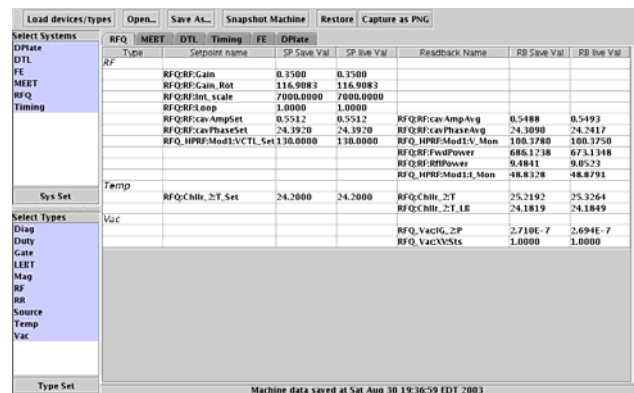 Load devices/types Open... Save As... Snapshot Machine Restore Capture as PNG
Select Systems
DPlate
DTL
FE
MEBT
RFQ
Timing
Sys Set
Select Types
Diag
Duty
Gate
LEBT
Mag
RF
RR
Source
Temp
Vac
Type Set
RFQ MEBT DTL Timing FE DPlate
Type Setpoint name SP Save Val SP live Val Readback Name RB Save Val RB live Val
RF
RFQ:RF:Gain 0.3500 0.3500
RFQ:RF:Gain_Rot 116.9083 116.9083
RFQ:RF:Int_scale 7000.0000 7000.0000
RFQ:RF:Loop 1.0000 1.0000
RFQ:RF:cavAmpSet 0.5512 0.5512 RFQ:RF:cavAmpAvg 0.5488 0.5493
RFQ:RF:cavPhaseSet 24.3920 24.3920 RFQ:RF:cavPhaseAvg 24.3090 24.2417
RFQ_HPRF:Mod1:VCTL_Set 130.0000 130.0000 RFQ_HPRF:Mod1:V_Mon 100.3780 100.3750
RFQ:RF:FwdPower 686.1238 673.1348
RFQ:RF:RflPower 9.4841 9.0523
RFQ_HPRF:Mod1:I_Mon 48.8328 48.8791
Temp
RFQ:Chllr_2:T_Set 24.2000 24.2000 RFQ:Chllr_2:T 25.2192 25.3264
RFQ:Chllr_2:T_LB 24.1819 24.1849
Vac
RFQ_Vac:IG_2:P 2.710E-7 2.694E-7
RFQ_Vac:XV:Sts 1.0000 1.0000
Machine data saved at Sat Aug 30 19:36:59 EDT 2003